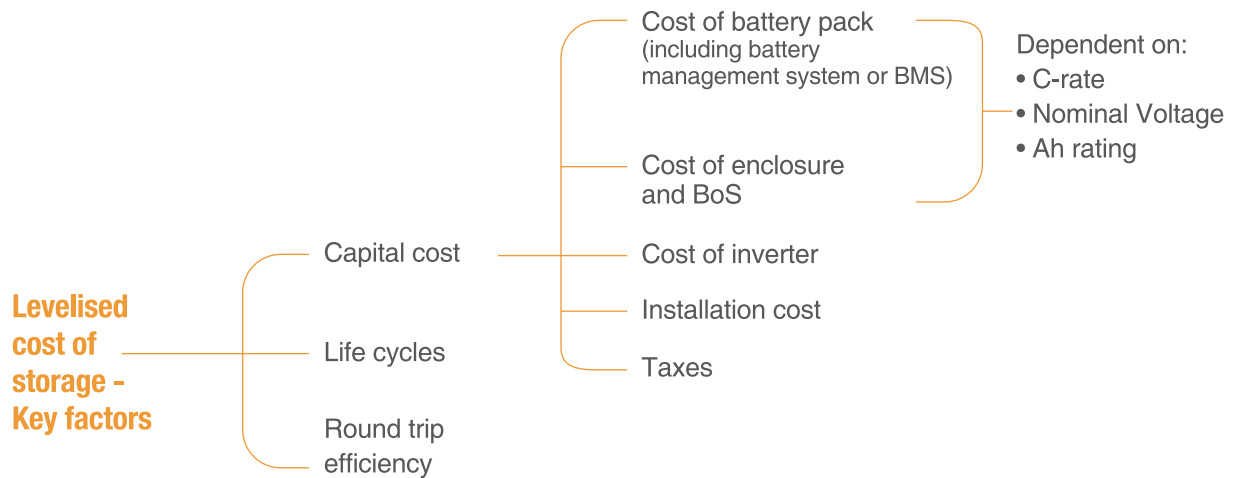 Levelised
cost of
storage -
Key factors
Capital cost
Life cycles
Round trip
efficiency
Cost of battery pack
(including battery
management system or BMS)
Cost of enclosure
and BoS
Cost of inverter
Installation cost
Taxes
Dependent on:
• C-rate
• Nominal Voltage
• Ah rating